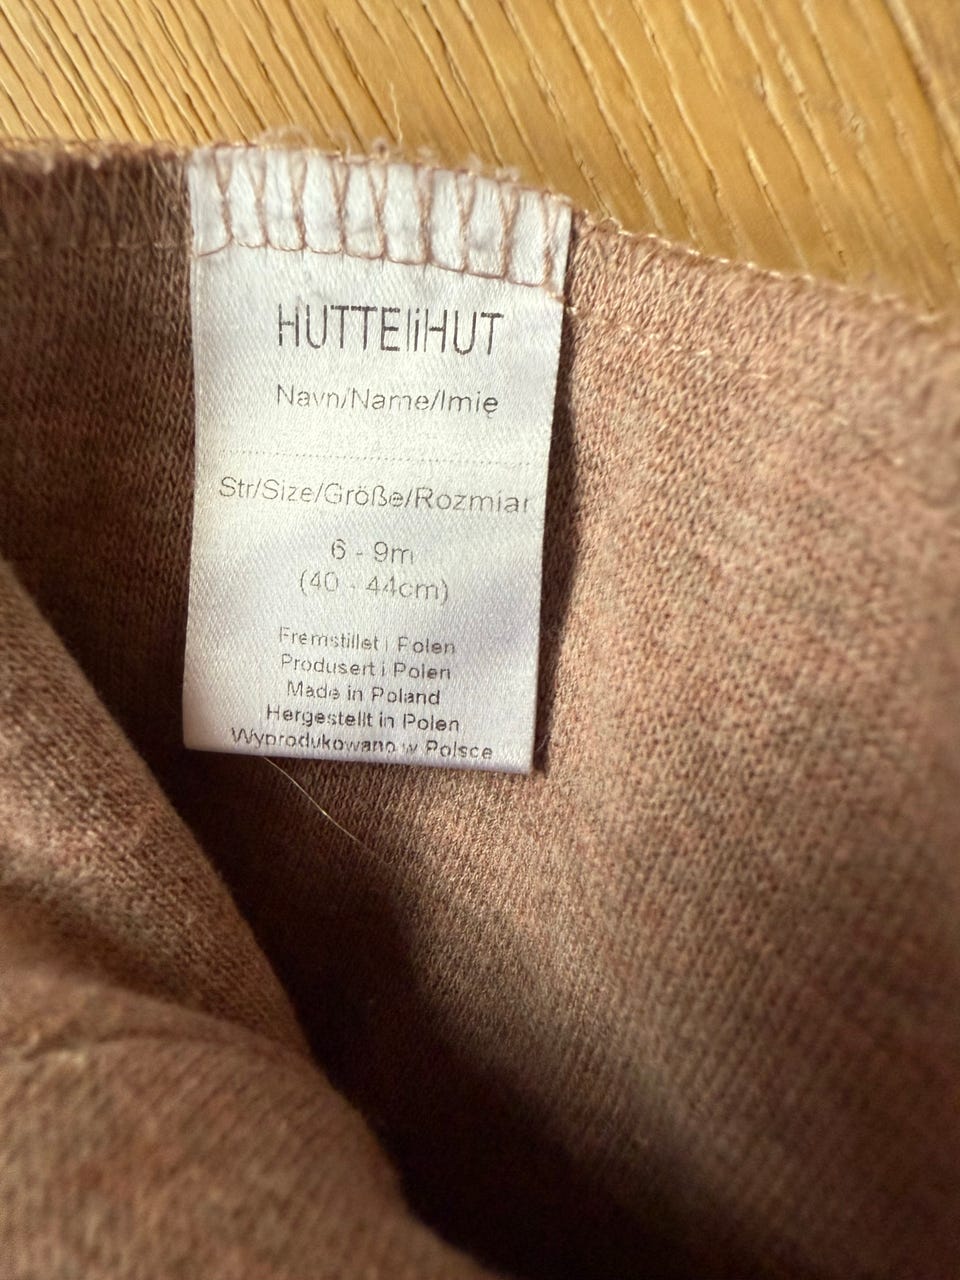 HUTTEliHUT
Navn/Name/Imię
Str/Size/Größe/Rozmiar
6 - 9m
(40 - 44cm)
Fremstillet i Polen
Produsert i Polen
Made in Poland
Hergestellt in Polen
Wyprodukowano w Polsce